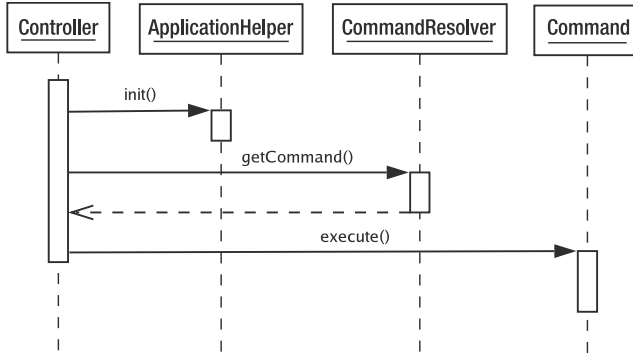 Controller ApplicationHelper CommandResolver Command
init()
getCommand()
execute()